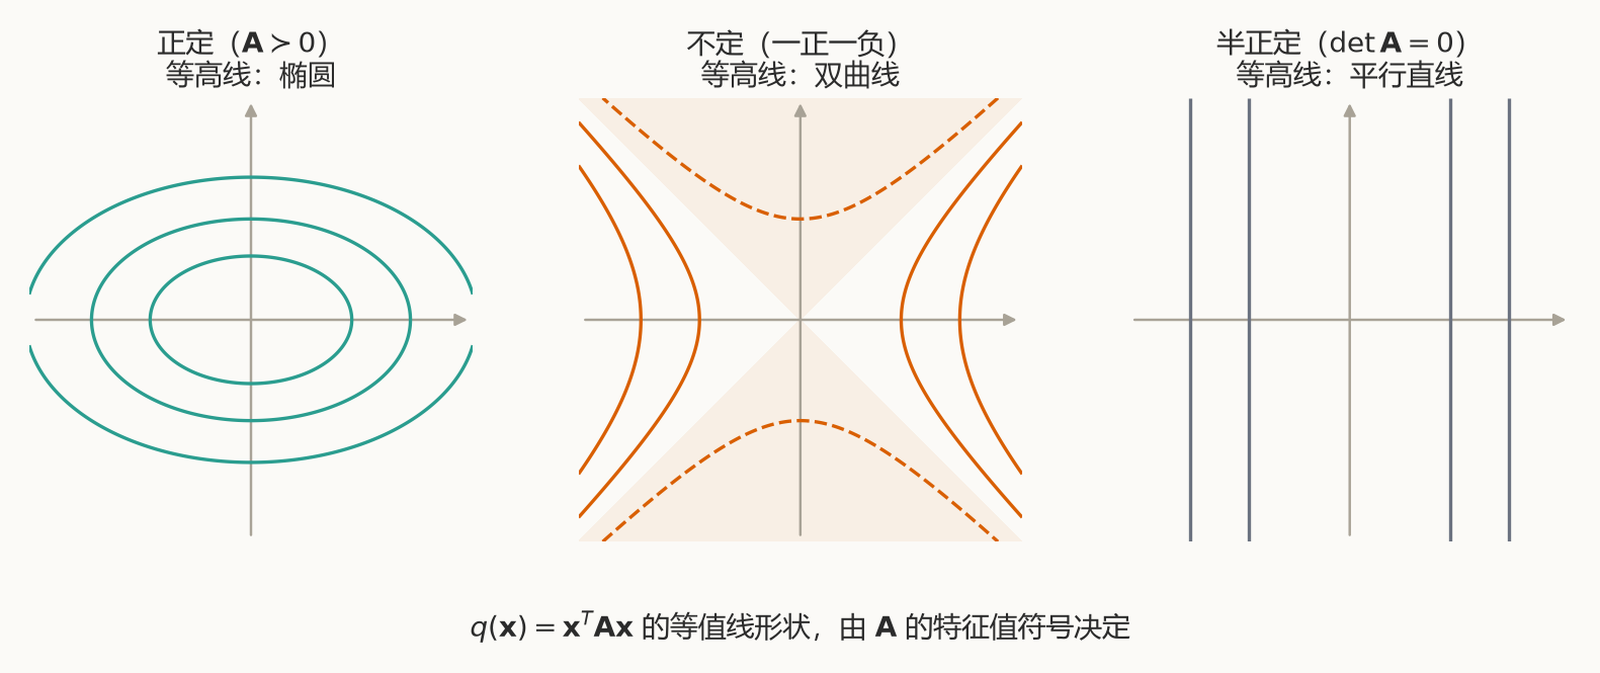 正定（A ≻ 0）
等高线：椭圆
不定（一正一负）
等高线：双曲线
半正定（det A = 0）
等高线：平行直线
q(x) = xᵀAx 的等值线形状，由 A 的特征值符号决定